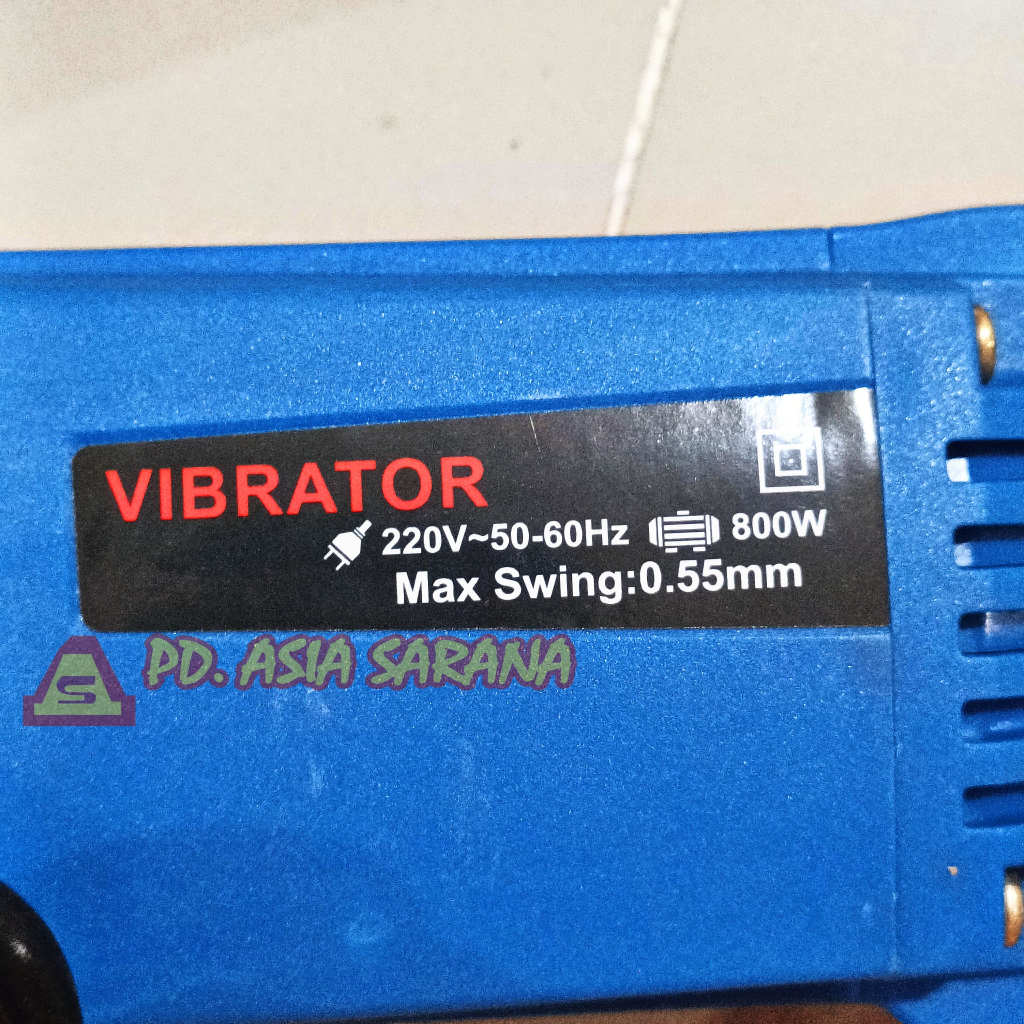 VIBRATOR
220V~50-60Hz 800W
Max Swing:0.55mm
S PD. ASIA SARANA